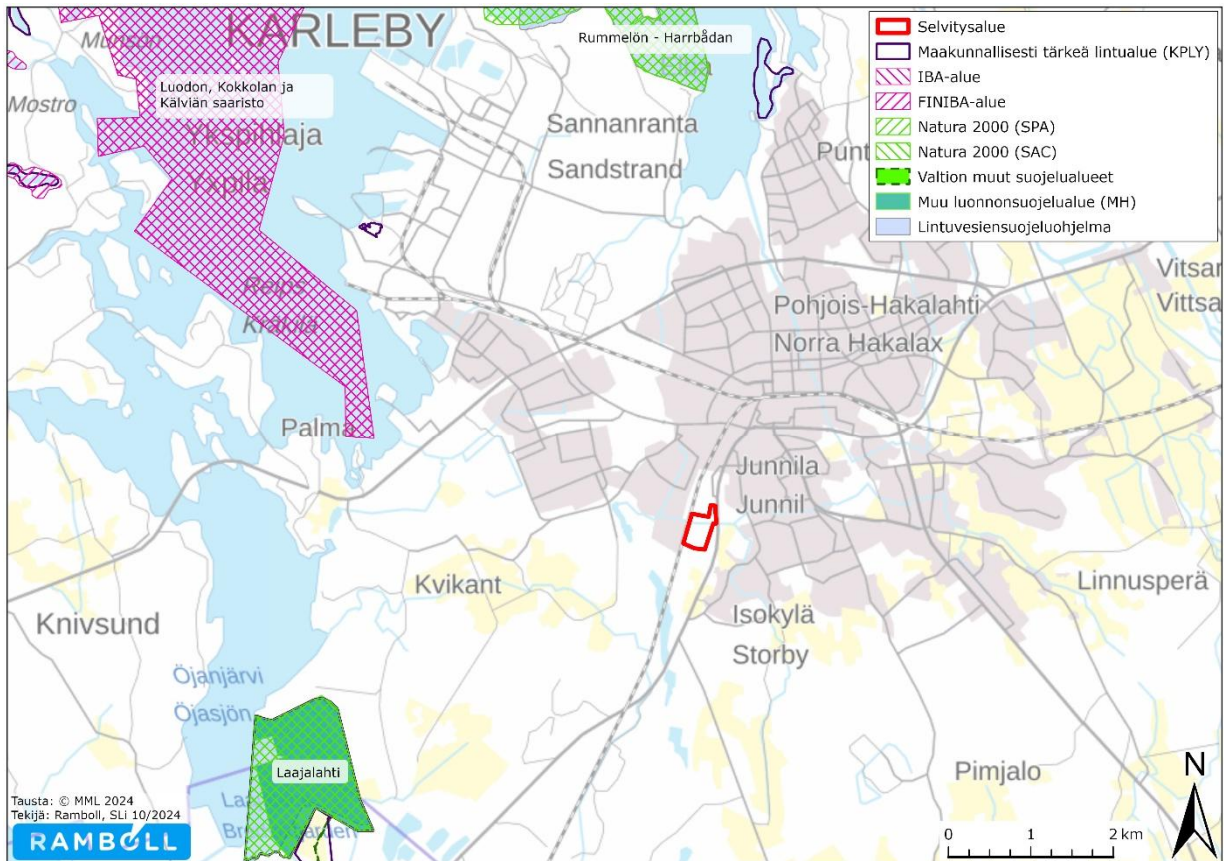 KARLEBY
Rummelön - Harrbådan
Luodon, Kokkolan ja
Kälviän saaristo
Mostro
Ykspihlaja
Yxpila
Sannanranta
Sandstrand
Selvitysalue
Maakunnallisesti tärkeä lintualue (KPLY)
IBA-alue
FINIBA-alue
Natura 2000 (SPA)
Natura 2000 (SAC)
Valtion muut suojelualueet
Muu luonnonsuojelualue (MH)
Lintuvesiensuojeluohjelma
Punt
Vitsar
Vittsa
Pohjois-Hakalahti
Norra Hakalax
Palma
Junnila
Junnil
Kvikant
Linnusperä
Isokylä
Storby
Knivsund
Öjanjärvi
Öjasjön
Laajalahti
Pimjalo
N
0 1 2 km
Tausta: © MML 2024
Tekijä: Ramboll, SLi 10/2024
RAMBOLL